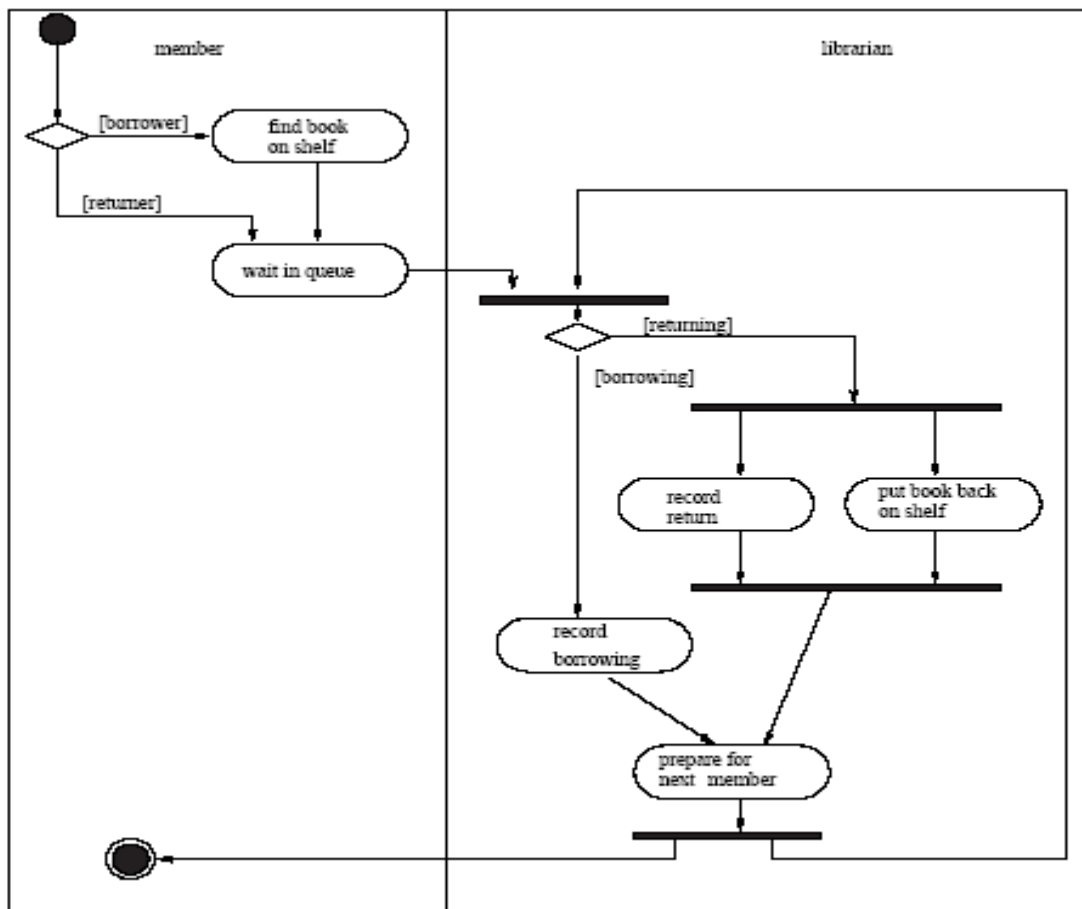 member
librarian
[borrower]
find book
on shelf
[returner]
wait in queue
[returning]
[borrowing]
record
return
put book back
on shelf
record
borrowing
prepare for
next member